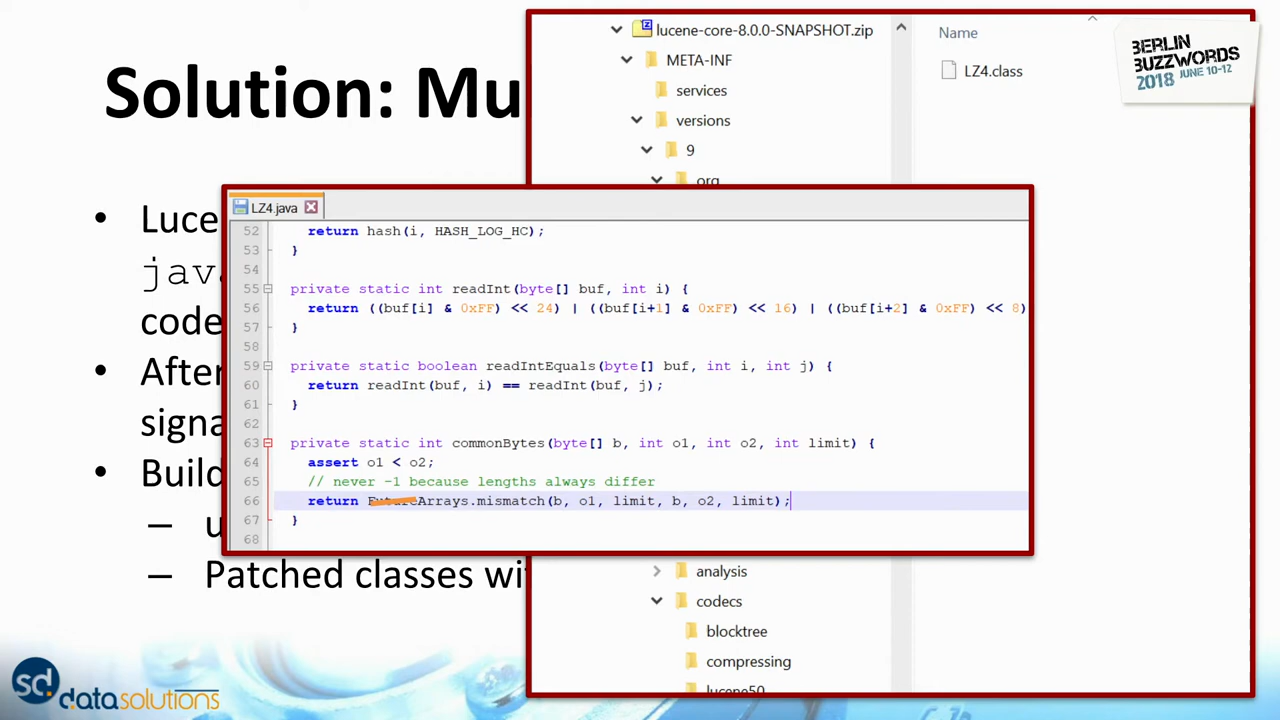 Solution: Mu
• Luce
java
code
• After
signa
• Build
– u
– Patched classes wi
lucene-core-8.0.0-SNAPSHOT.zip
META-INF
services
versions
9
org
Name
LZ4.class
BERLIN
BUZZWORDS
2018 JUNE 10-12
LZ4.java
52 return hash(i, HASH_LOG_HC);
53 }
54
55 private static int readInt(byte[] buf, int i) {
56 return ((buf[i] & 0xFF) << 24) | ((buf[i+1] & 0xFF) << 16) | ((buf[i+2] & 0xFF) << 8)
57 }
58
59 private static boolean readIntEquals(byte[] buf, int i, int j) {
60 return readInt(buf, i) == readInt(buf, j);
61 }
62
63 private static int commonBytes(byte[] b, int o1, int o2, int limit) {
64 assert o1 < o2;
65 // never -1 because lengths always differ
66 return FutureArrays.mismatch(b, o1, limit, b, o2, limit);
67 }
68
analysis
codecs
blocktree
compressing
lucene50
sd
datasolutions